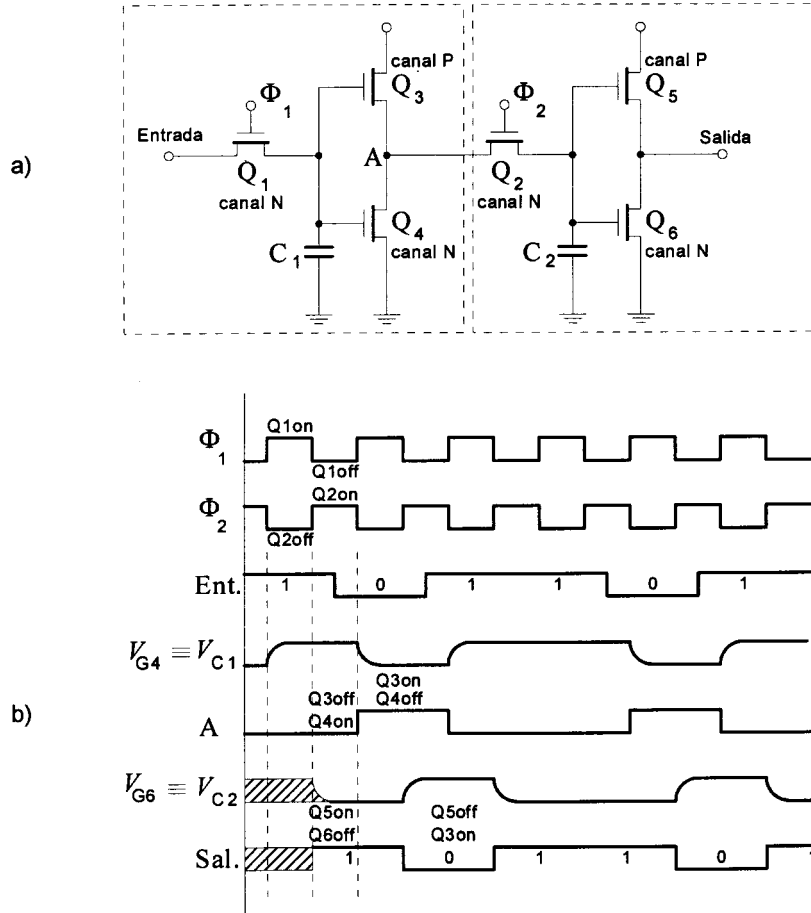 a)
canal P
Q3
Φ1
Entrada
Q1
canal N
A
Q4
canal N
C1
canal P
Q5
Φ2
Salida
Q2
canal N
Q6
canal N
C2
b)
Φ1
Q1on
Q1off
Φ2
Q2on
Q2off
Ent.
1 0 1 1 0 1
VG4 ≡ VC1
Q3on
A
Q3off Q4off
Q4on
VG6 ≡ VC2
Q5on Q5off
Q6off Q3on
Sal.
1 0 1 1 0 1